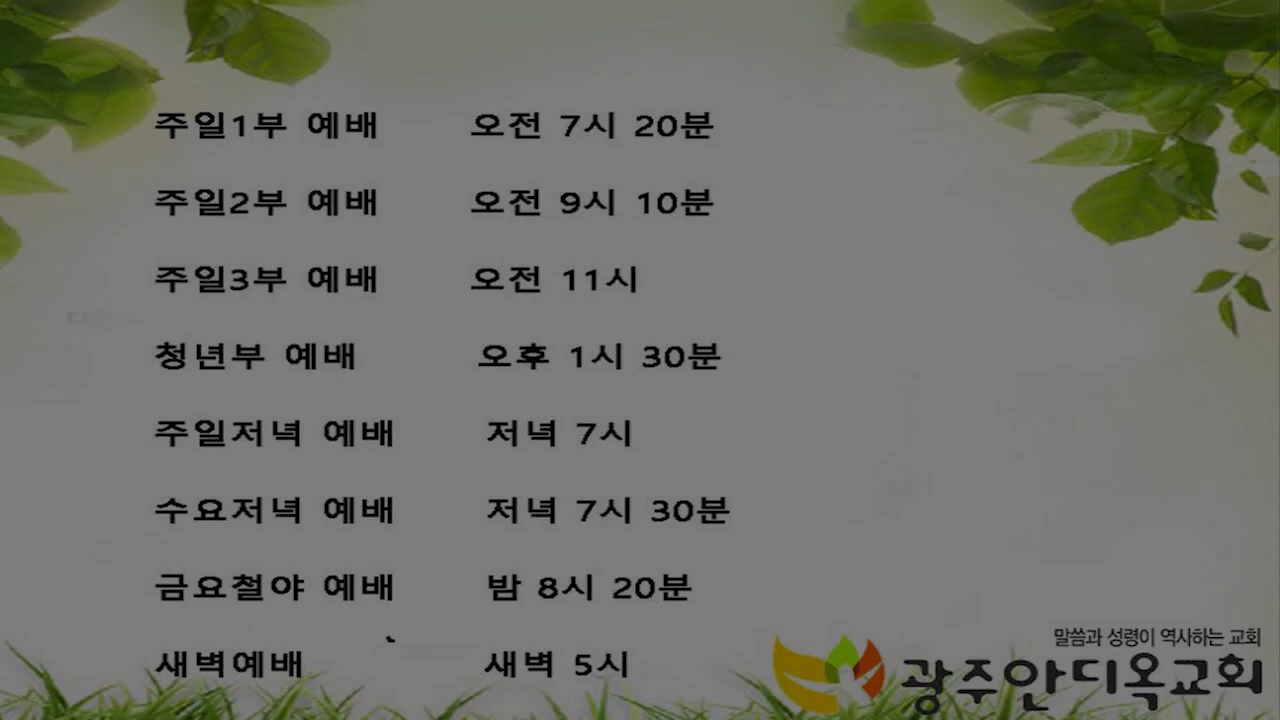 주일1부 예배 오전 7시 20분
주일2부 예배 오전 9시 10분
주일3부 예배 오전 11시
청년부 예배 오후 1시 30분
주일저녁 예배 저녁 7시
수요저녁 예배 저녁 7시 30분
금요철야 예배 밤 8시 20분
새벽예배 새벽 5시
말씀과 성령이 역사하는 교회
광주안디옥교회